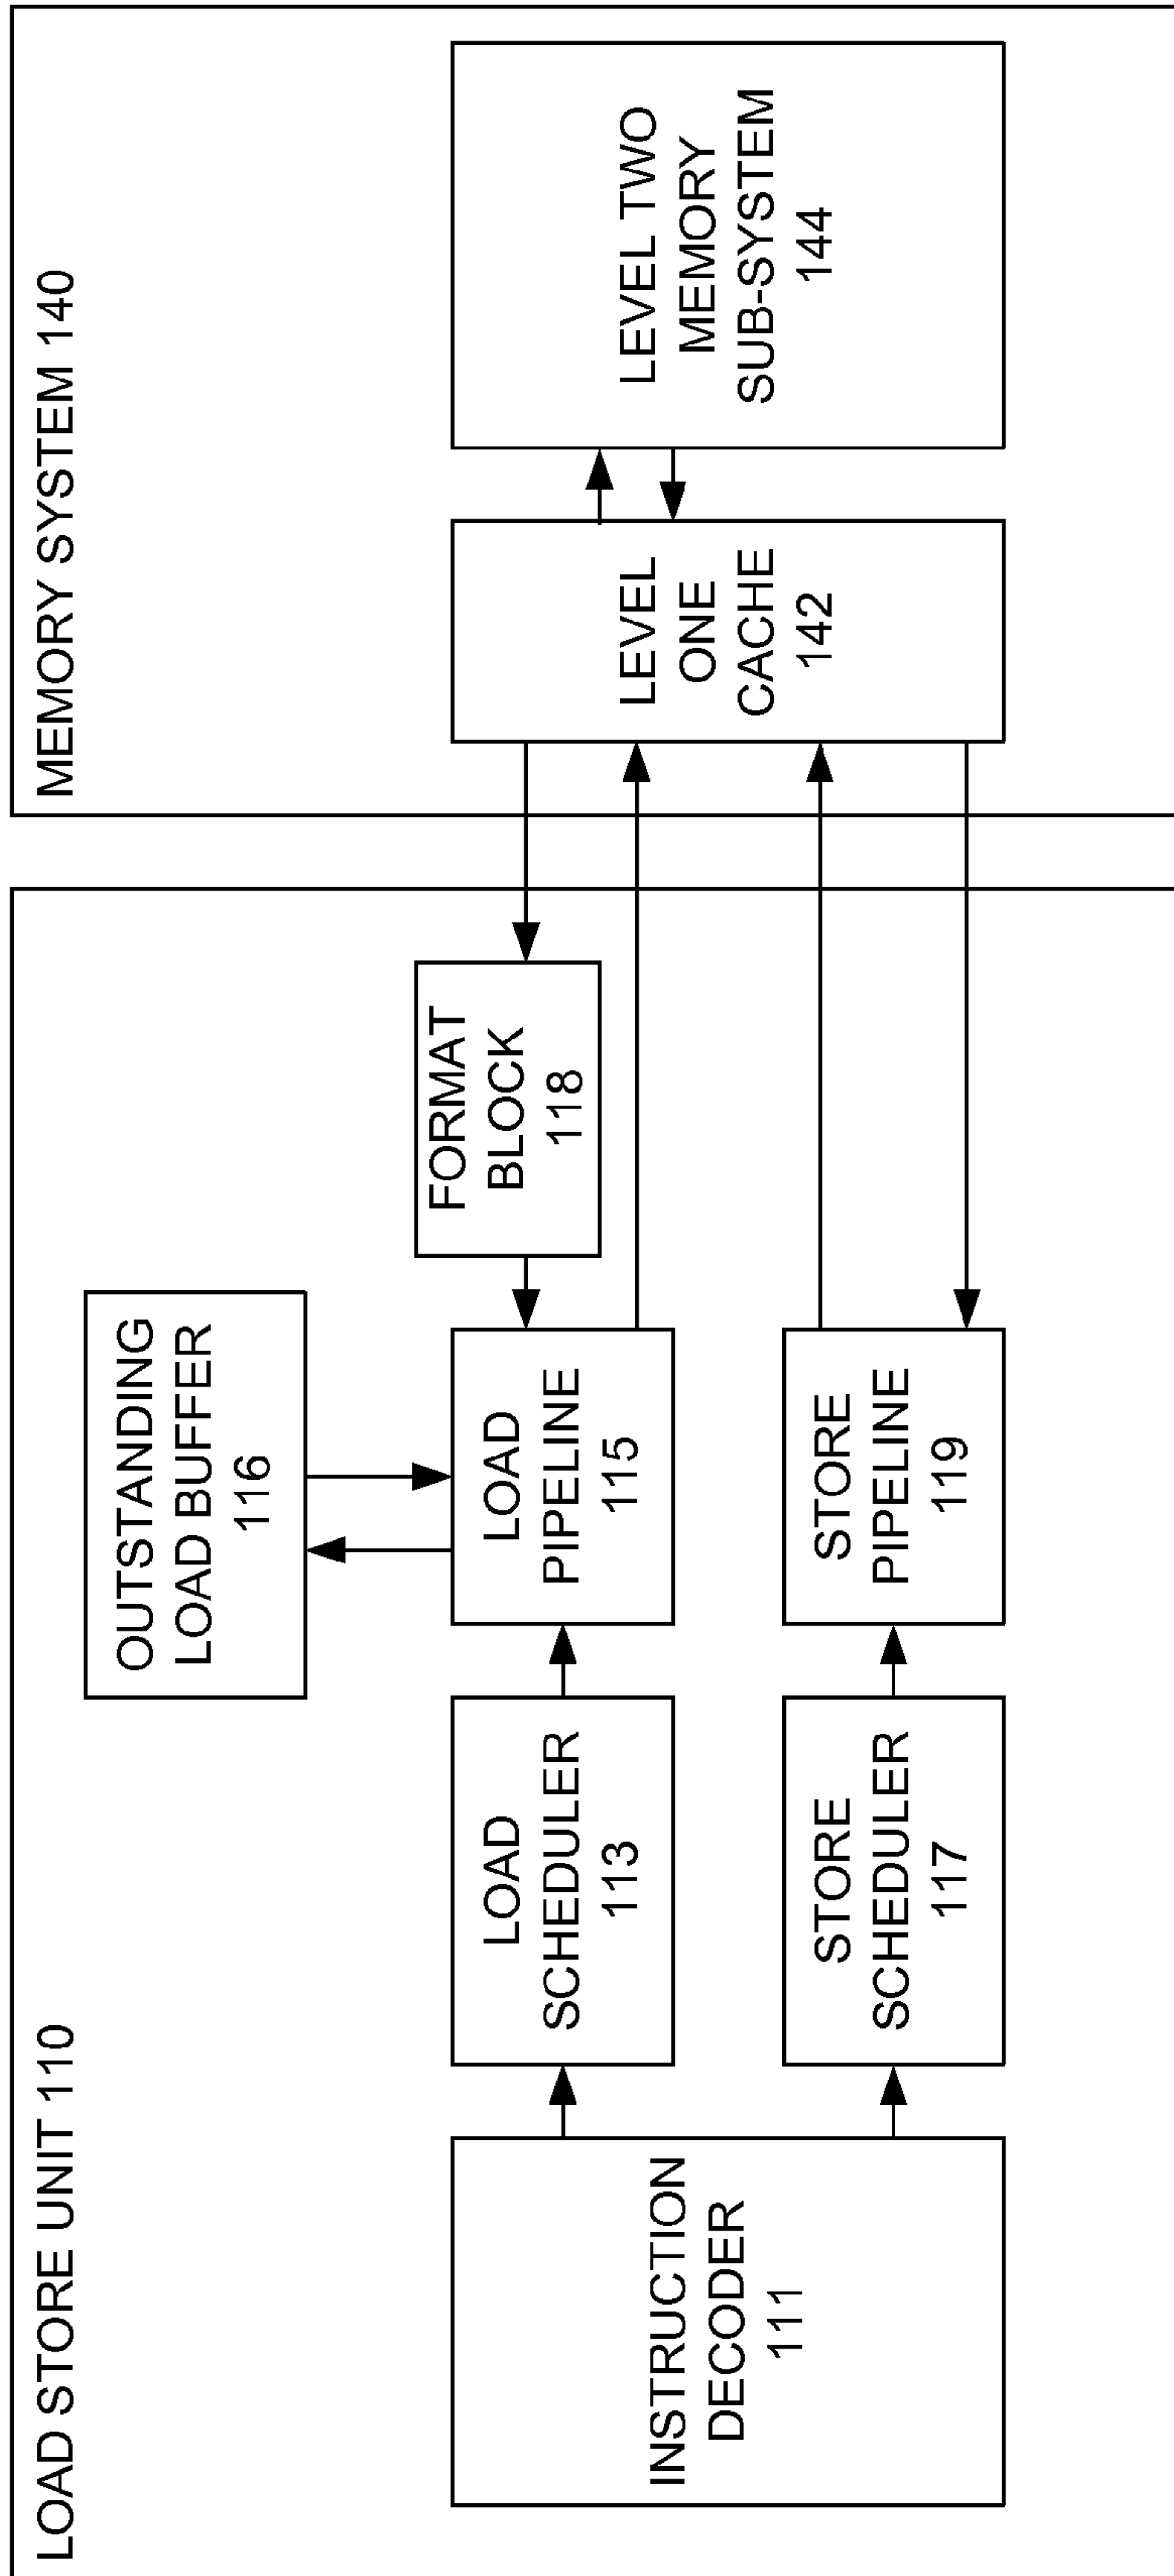 LOAD STORE UNIT 110
INSTRUCTION
DECODER
111
LOAD
SCHEDULER
113
STORE
SCHEDULER
117
OUTSTANDING
LOAD BUFFER
116
LOAD
PIPELINE
115
STORE
PIPELINE
119
FORMAT
BLOCK
118
MEMORY SYSTEM 140
LEVEL
ONE
CACHE
142
LEVEL TWO
MEMORY
SUB-SYSTEM
144